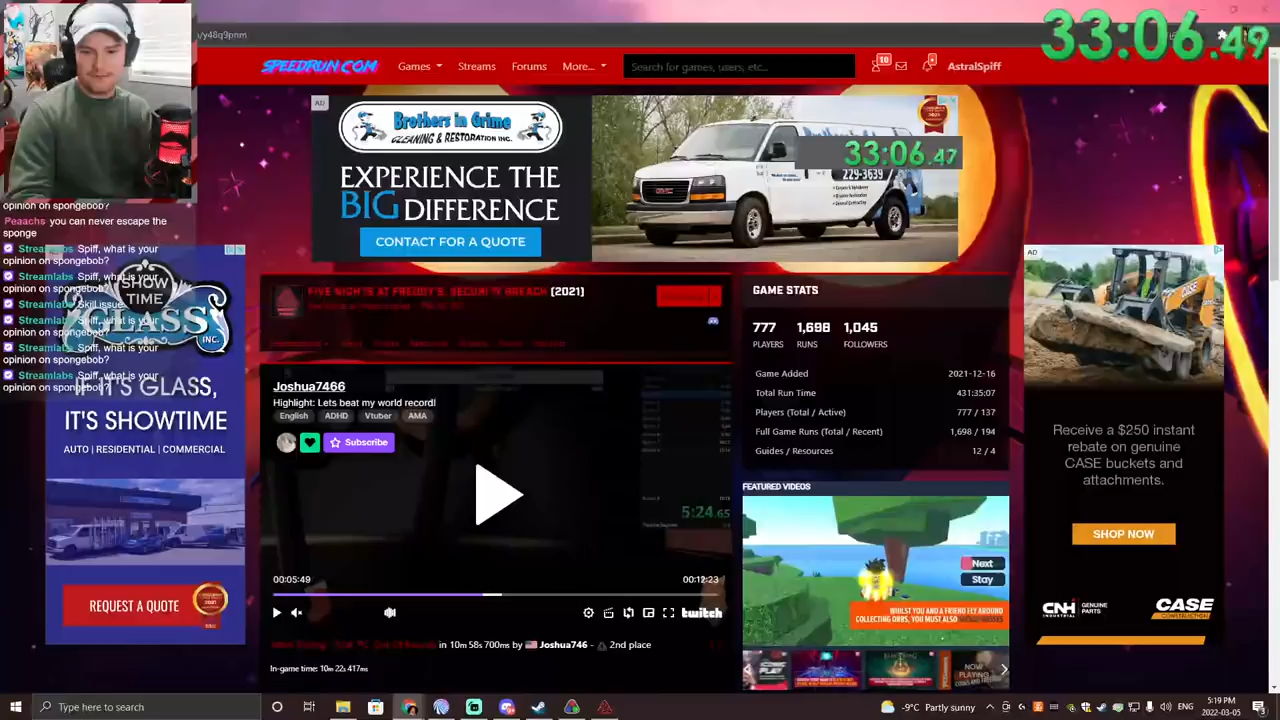 /y48q9pnm
33:06.49
SPEEDRUN.COM
Games
Streams
Forums
More...
Search for games, users, etc...
10
AstralSpiff
AD
Brothers in Grime
CLEANING & RESTORATION INC.
EXPERIENCE THE
BIG DIFFERENCE
CONTACT FOR A QUOTE
33:06.47
229-3639
opinion on spongebob?
Peaachs you can never escape the
sponge
Streamlabs Spiff, what is your
opinion on spongebob?
Streamlabs Spiff, what is your
opinion on spongebob?
Streamlabs Skill issue
Streamlabs Spiff, what is your
opinion on spongebob?
Streamlabs Spiff, what is your
opinion on spongebob?
Streamlabs Spiff, what is your
opinion on spongebob?
SHOW
TIME
GLASS
INC.
IF IT'S GLASS,
IT'S SHOWTIME
AUTO | RESIDENTIAL | COMMERCIAL
REQUEST A QUOTE
FIVE NIGHTS AT FREDDY'S: SECURITY BREACH (2021)
Joshua7466
Highlight: Lets beat my world record!
English
ADHD
Vtuber
AMA
Subscribe
5:24.65
00:05:49
00:12:23
twitch
in 10m 58s 700ms by Joshua746 - 2nd place
In-game time: 10m 22s 417ms
GAME STATS
777
1,698
1,045
PLAYERS
RUNS
FOLLOWERS
Game Added 2021-12-16
Total Run Time 431:35:07
Players (Total / Active) 777 / 137
Full Game Runs (Total / Recent) 1,698 / 194
Guides / Resources 12 / 4
FEATURED VIDEOS
Next
Stay
WHILST YOU AND A FRIEND FLY AROUND
COLLECTING ORBS, YOU MUST ALSO
NOW
PLAYING
AD
CASE
Receive a $250 instant
rebate on genuine
CASE buckets and
attachments.
SHOP NOW
CNH INDUSTRIAL
GENUINE
PARTS
CASE
CONSTRUCTION
Type here to search
-9°C Partly sunny
5:19 PM
2022-03-05